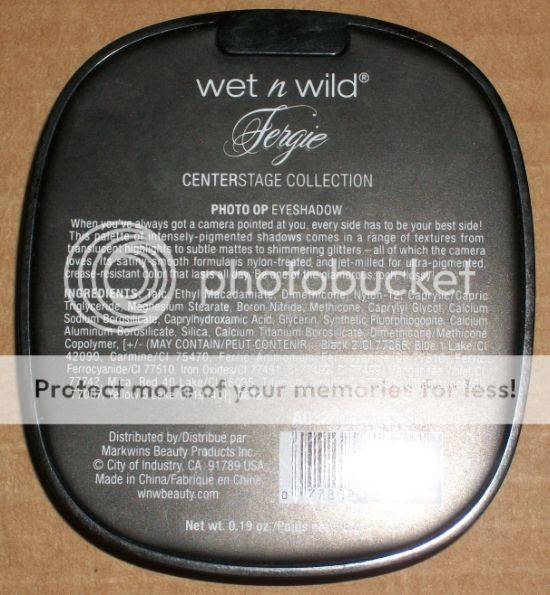 wet n wild®
Fergie
CENTERSTAGE COLLECTION
PHOTO OP EYESHADOW
When you've always got a camera pointed at you, every side has to be your best side!
This palette of intensely-pigmented shadows comes in a range of textures from
translucent highlights to subtle mattes to shimmering glitters – all of which the camera
loves. smooth formula is nylon-treated and jet-milled for ultra-pigmented,
crease-resistant color that lasts all day.
photobucket
INGREDIENTS: Talc, Ethyl Macadamiate, Dimethicone, Nylon-12, Caprylic/Capric
Triglyceride, Magnesium Stearate, Boron Nitride, Methicone, Caprylyl Glycol, Calcium
Sodium Borosilicate, Caprylhydroxamic Acid, Glycerin, Synthetic Fluorphlogopite, Calcium
Aluminum Borosilicate, Silica, Calcium Titanium Borosilicate, Dimethicone/Methicone
Copolymer, [+/- (MAY CONTAIN/PEUT CONTENIR Black 2 Blue 1 Lake/CI
42090, Carmine/CI 75470, Ferric
Protect more of your memories for less!
Ferrocyanide/CI 77510, Iron Oxides/CI 77491, Violet/CI
77742, Mica, Red 40 Lake/CI
Distributed by/Distribué par:
Markwins Beauty Products Inc.
© City of Industry, CA 91789 USA
Made in China/Fabriqué en Chine
wnwbeauty.com
Net wt. 0.19 oz./Poids